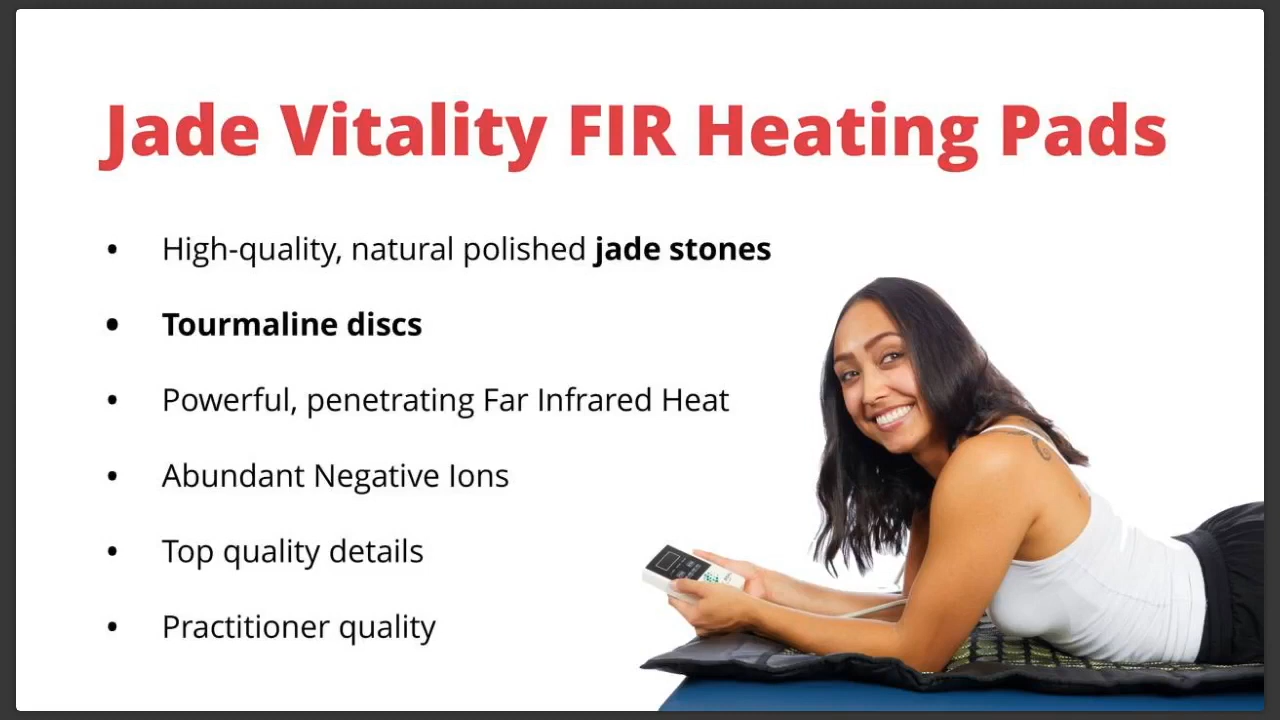 Jade Vitality FIR Heating Pads
• High-quality, natural polished jade stones
• Tourmaline discs
• Powerful, penetrating Far Infrared Heat
• Abundant Negative Ions
• Top quality details
• Practitioner quality